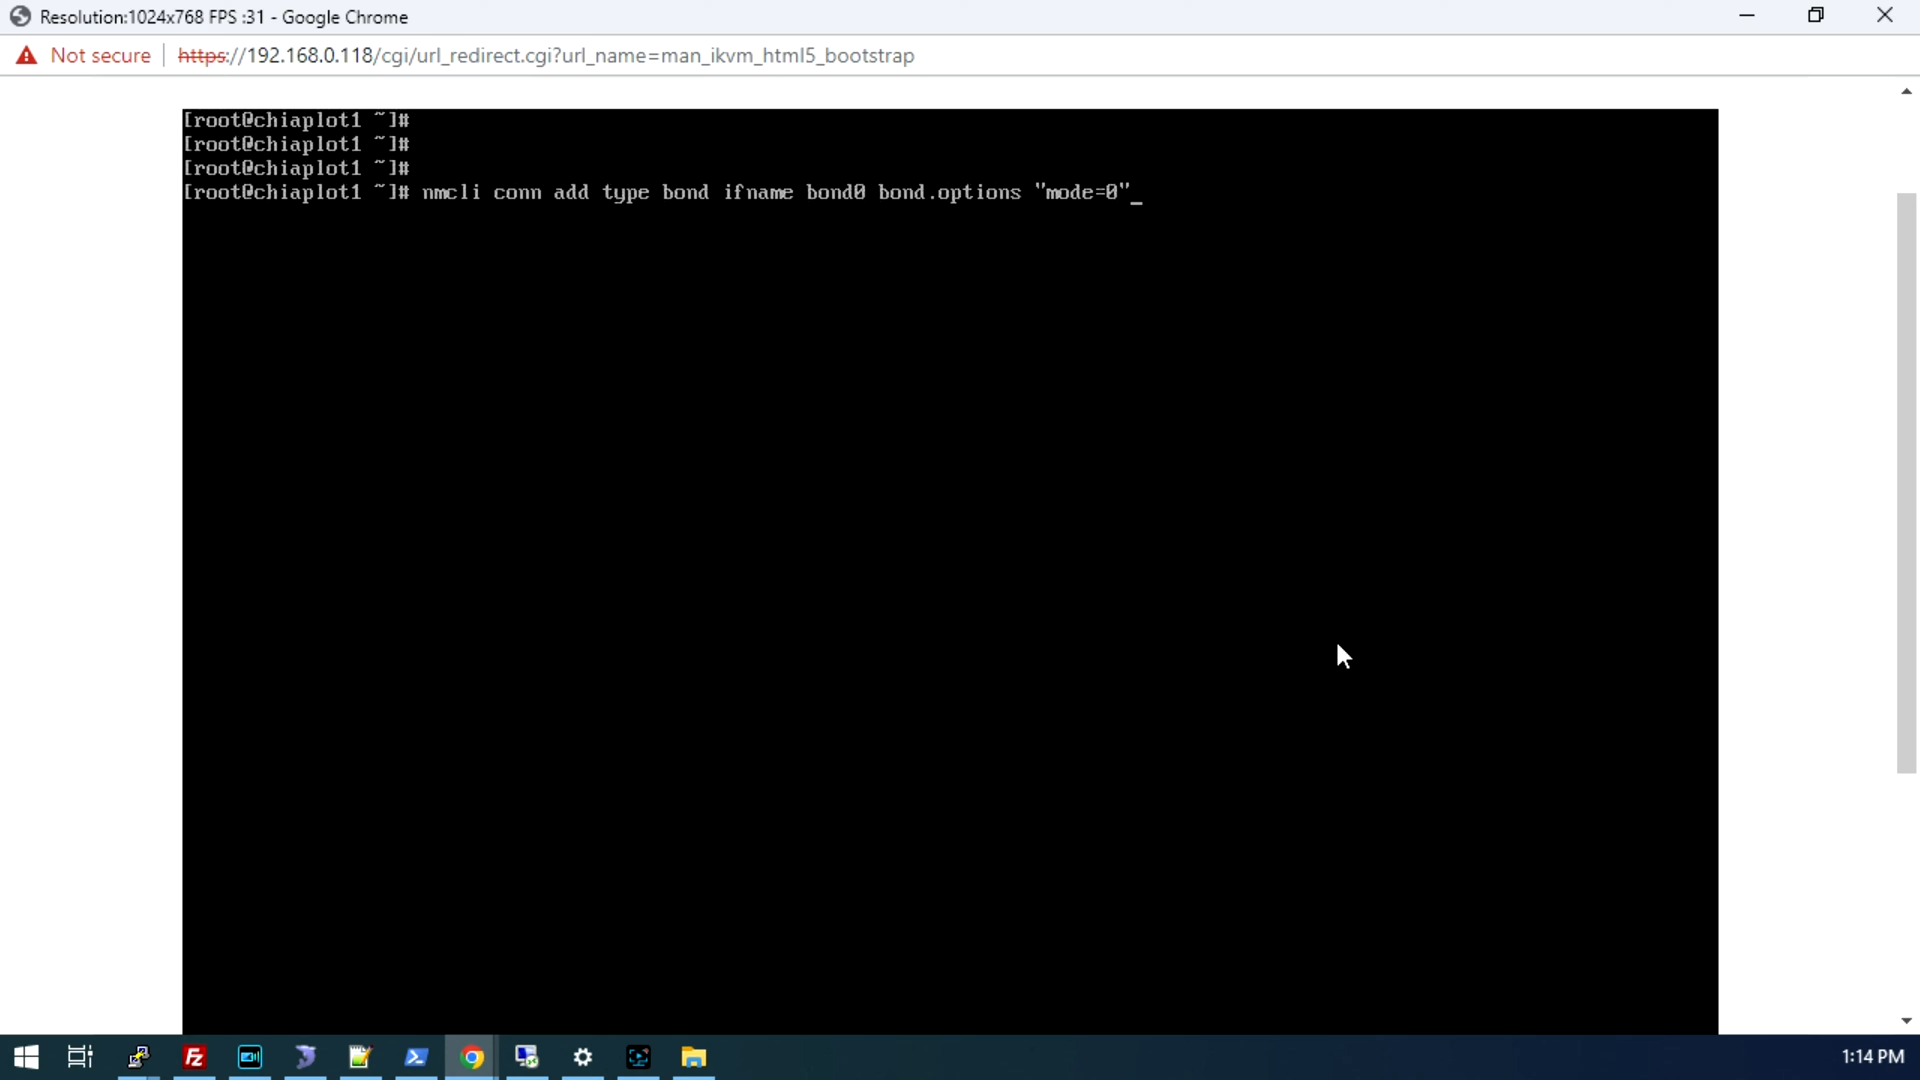 Resolution:1024x768 FPS :31 - Google Chrome
Not secure https://192.168.0.118/cgi/url_redirect.cgi?url_name=man_ikvm_html5_bootstrap
[root@chiaplot1 ~]#
[root@chiaplot1 ~]#
[root@chiaplot1 ~]#
[root@chiaplot1 ~]# nmcli conn add type bond ifname bond0 bond.options "mode=0"_
Fz
1:14 PM